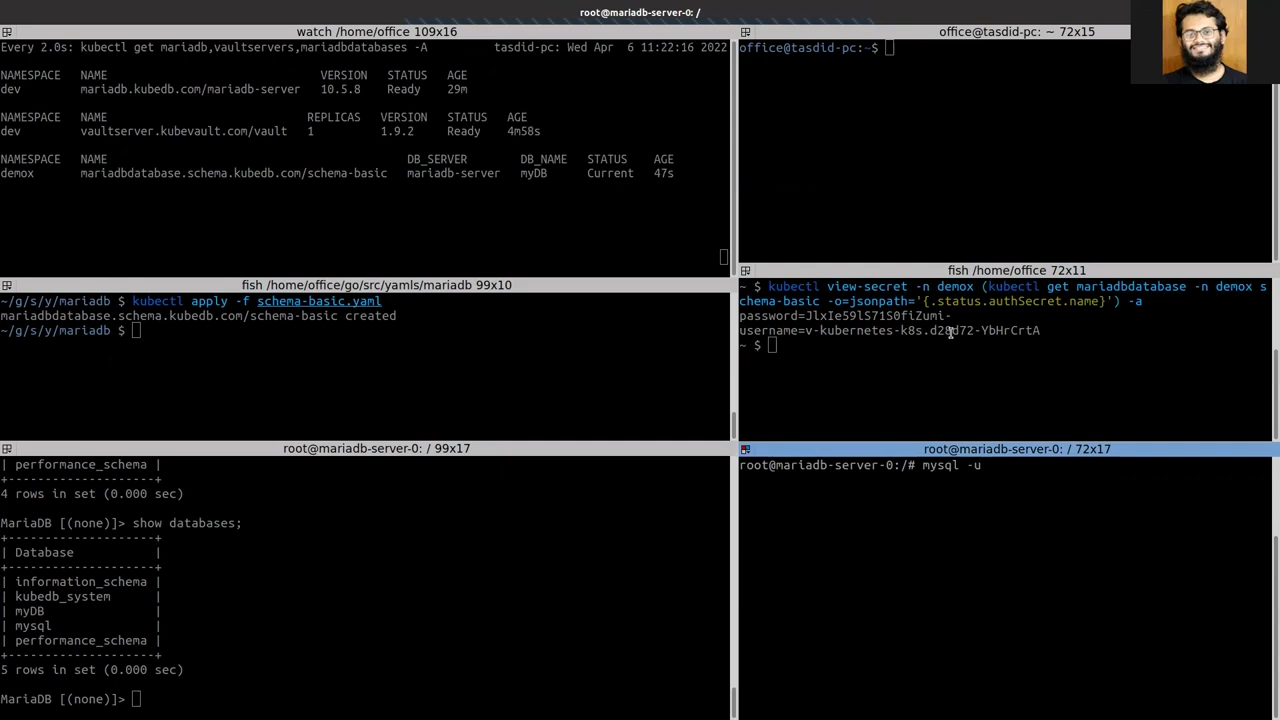 root@mariadb-server-0: /
watch /home/office 109x16
Every 2.0s: kubectl get mariadb,vaultservers,mariadbdatabases -A          tasdid-pc: Wed Apr  6 11:22:16 2022
NAMESPACE   NAME                                VERSION   STATUS   AGE
dev         mariadb.kubedb.com/mariadb-server   10.5.8    Ready    29m
NAMESPACE   NAME                              REPLICAS   VERSION   STATUS   AGE
dev         vaultserver.kubevault.com/vault   1          1.9.2     Ready    4m58s
NAMESPACE   NAME                                             DB_SERVER        DB_NAME   STATUS    AGE
demox       mariadbdatabase.schema.kubedb.com/schema-basic   mariadb-server   myDB      Current   47s
office@tasdid-pc: ~ 72x15
office@tasdid-pc:~$
fish /home/office/go/src/yamls/mariadb 99x10
~/g/s/y/mariadb $ kubectl apply -f schema-basic.yaml
mariadbdatabase.schema.kubedb.com/schema-basic created
~/g/s/y/mariadb $
fish /home/office 72x11
~ $ kubectl view-secret -n demox (kubectl get mariadbdatabase -n demox s
chema-basic -o=jsonpath='{.status.authSecret.name}') -a
password=JlxIe59lS71S0fiZumi-
username=v-kubernetes-k8s.d28d72-YbHrCrtA
~ $
root@mariadb-server-0: / 99x17
| performance_schema |
+--------------------+
4 rows in set (0.000 sec)
MariaDB [(none)]> show databases;
+--------------------+
| Database           |
+--------------------+
| information_schema |
| kubedb_system      |
| myDB               |
| mysql              |
| performance_schema |
+--------------------+
5 rows in set (0.000 sec)
MariaDB [(none)]>
root@mariadb-server-0: / 72x17
root@mariadb-server-0:/# mysql -u